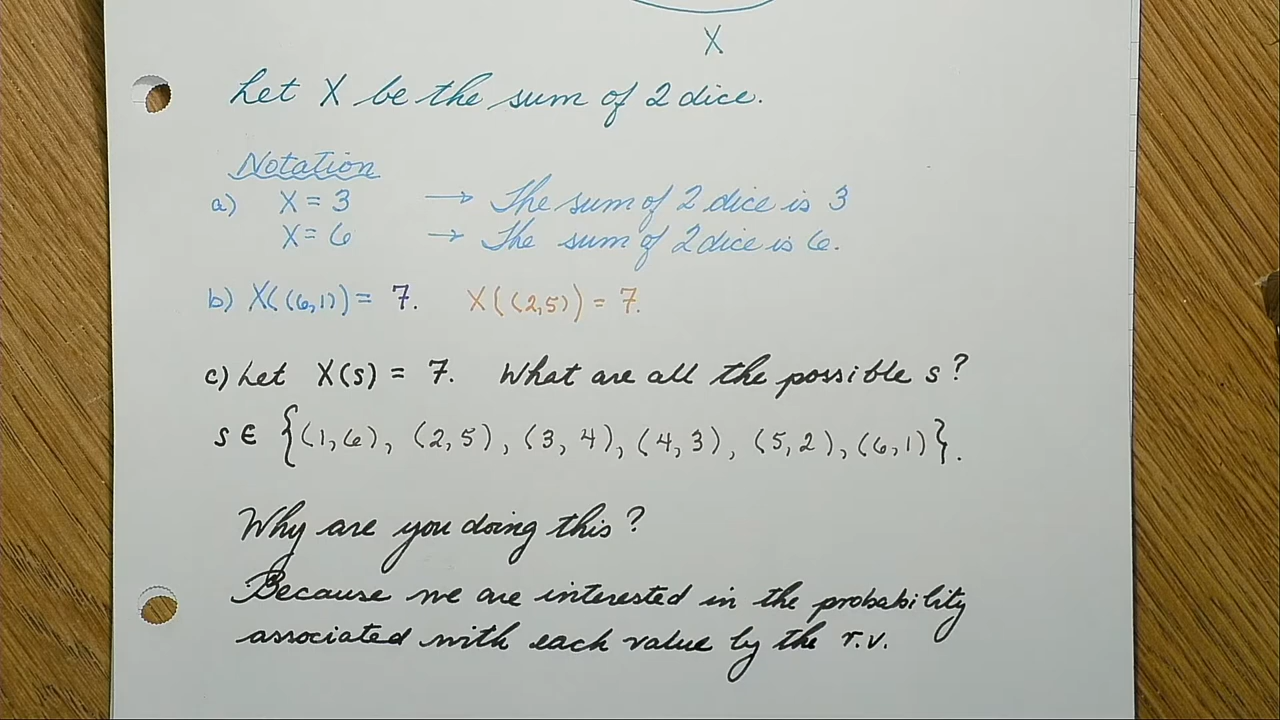 X
Let X be the sum of 2 dice.
Notation
a) X = 3 → The sum of 2 dice is 3
X = 6 → The sum of 2 dice is 6.
b) X((6,1)) = 7. X((2,5)) = 7.
c) Let X(s) = 7. What are all the possible s?
s ∈ {(1,6), (2,5), (3,4), (4,3), (5,2), (6,1)}.
Why are you doing this?
Because we are interested in the probability
associated with each value by the r.v.